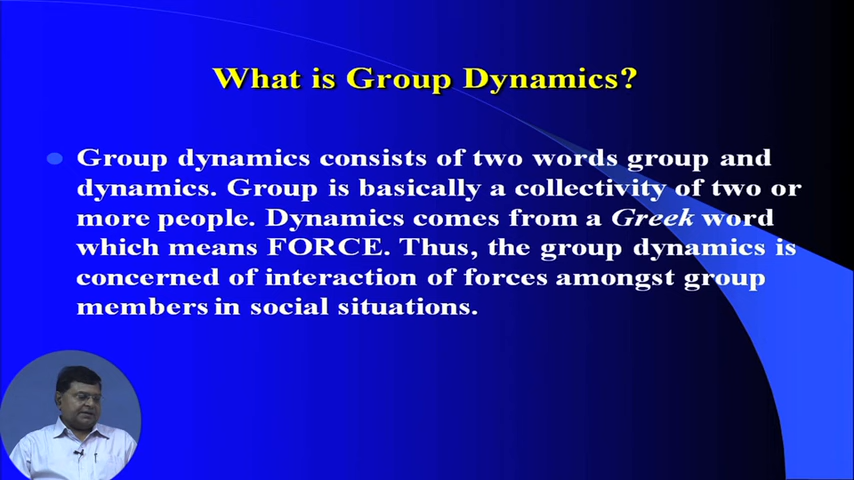 What is Group Dynamics?
Group dynamics consists of two words group and
dynamics. Group is basically a collectivity of two or
more people. Dynamics comes from a Greek word
which means FORCE. Thus, the group dynamics is
concerned of interaction of forces amongst group
members in social situations.